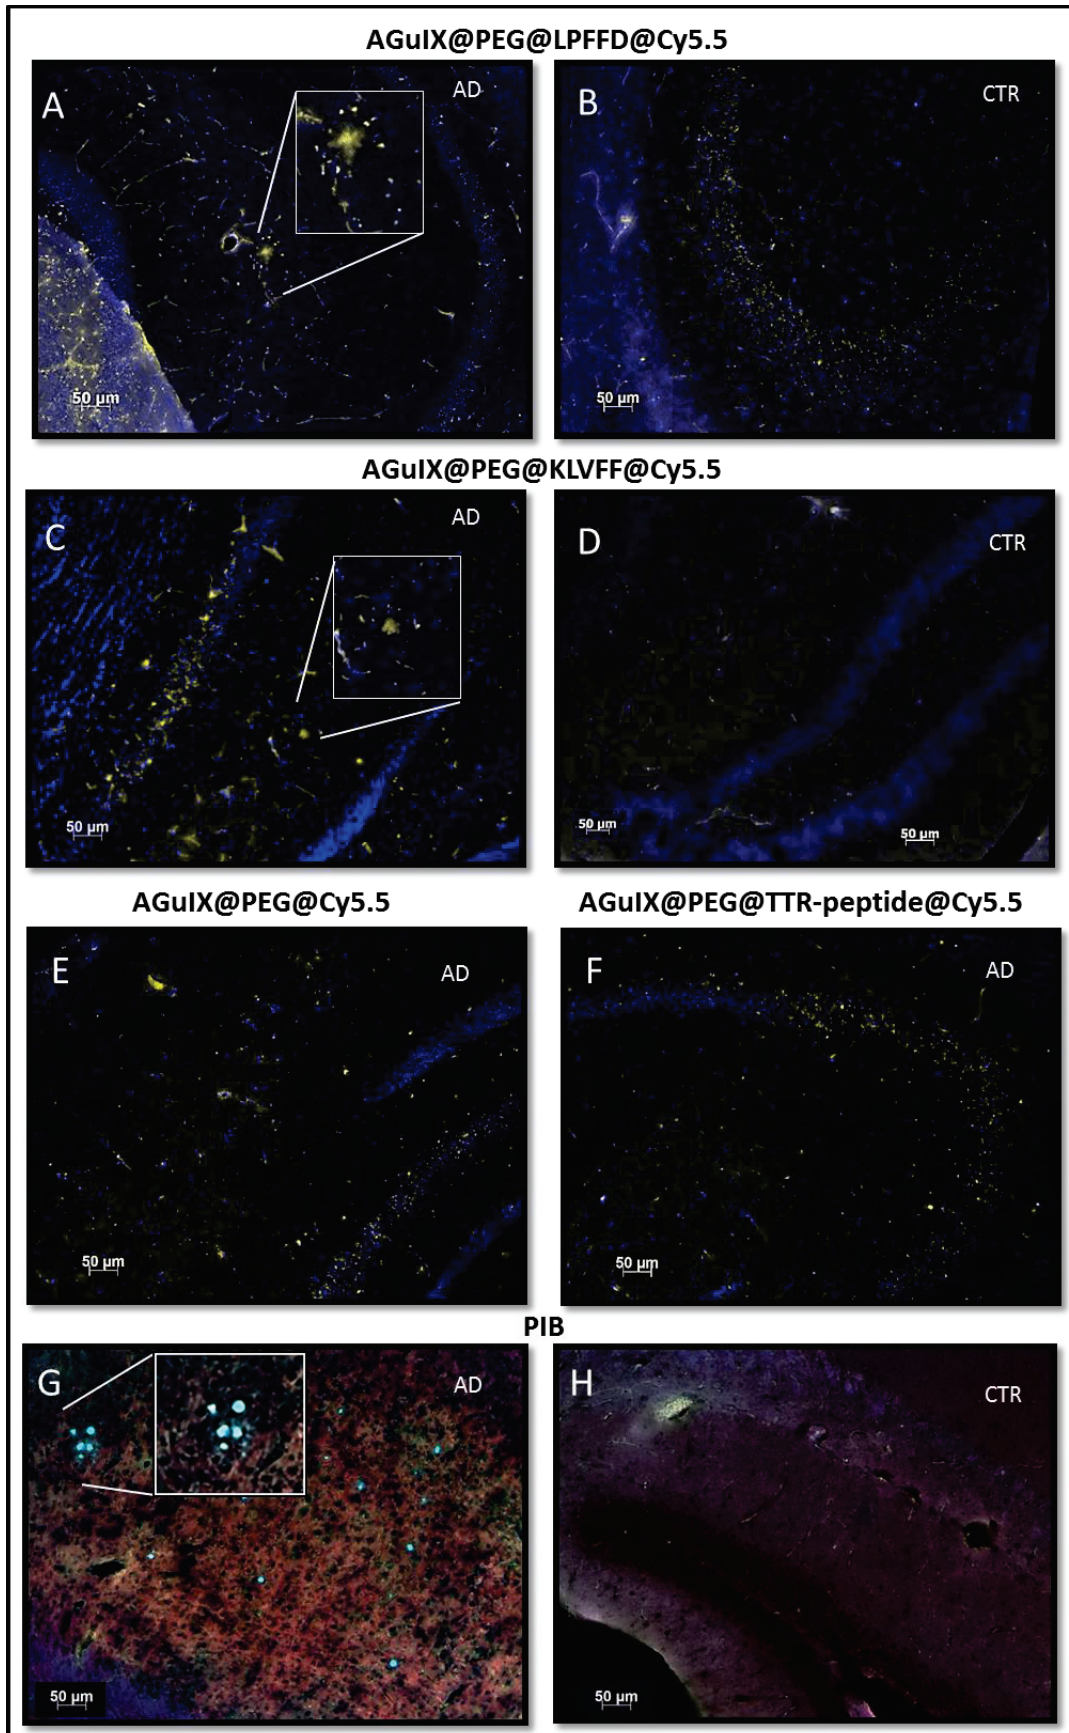 AGuIX@PEG@LPFFD@Cy5.5
A
AD
50 µm
B
CTR
50 µm
AGuIX@PEG@KLVFF@Cy5.5
C
AD
50 µm
D
CTR
50 µm
50 µm
AGuIX@PEG@Cy5.5
AGuIX@PEG@TTR-peptide@Cy5.5
E
AD
50 µm
F
AD
50 µm
PIB
G
AD
50 µm
H
CTR
50 µm